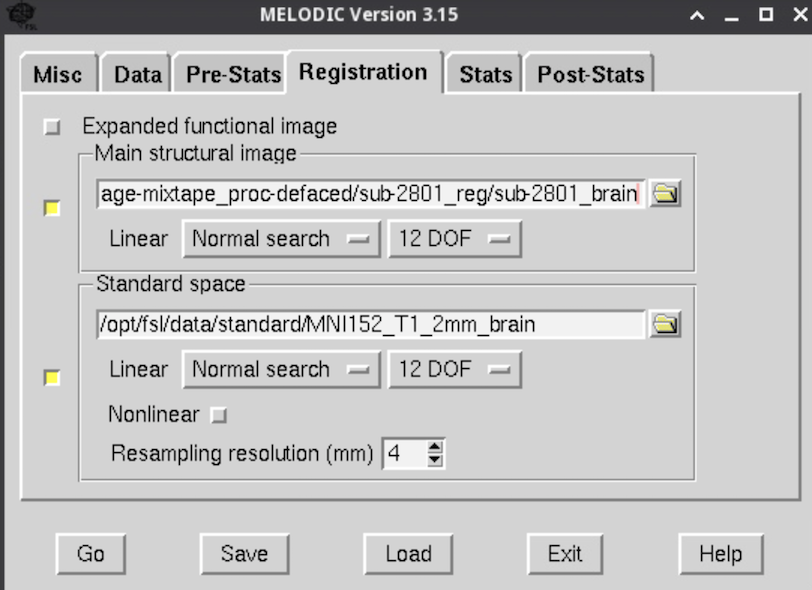 MELODIC Version 3.15
Misc Data Pre-Stats Registration Stats Post-Stats
Expanded functional image
Main structural image
age-mixtape_proc-defaced/sub-2801_reg/sub-2801_brain
Linear Normal search 12 DOF
Standard space
/opt/fsl/data/standard/MNI152_T1_2mm_brain
Linear Normal search 12 DOF
Nonlinear
Resampling resolution (mm) 4
Go Save Load Exit Help